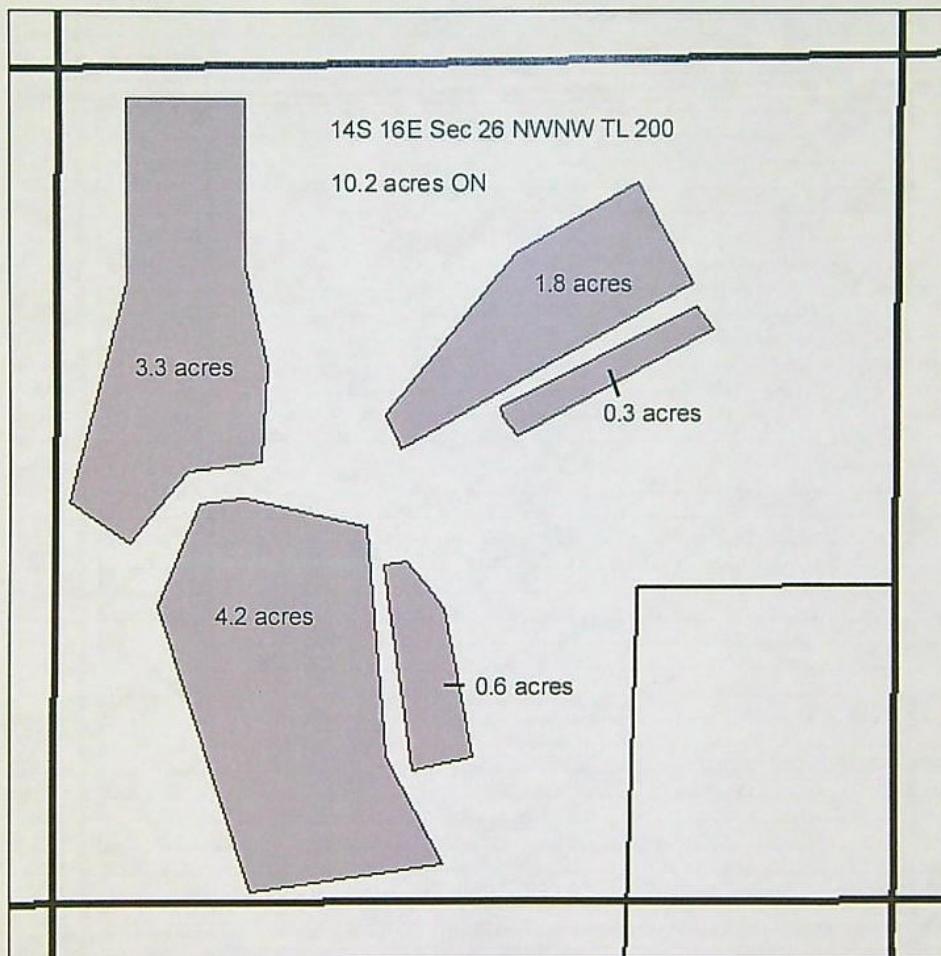 14S 16E Sec 26 NWNW TL 200
10.2 acres ON
1.8 acres
3.3 acres
0.3 acres
4.2 acres
0.6 acres